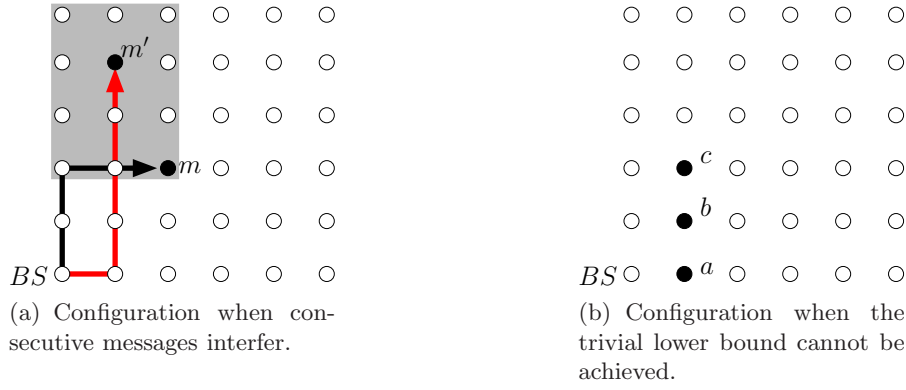 m′
m
BS
(a) Configuration when con-
secutive messages interfer.
c
b
a
BS
(b) Configuration when the
trivial lower bound cannot be
achieved.